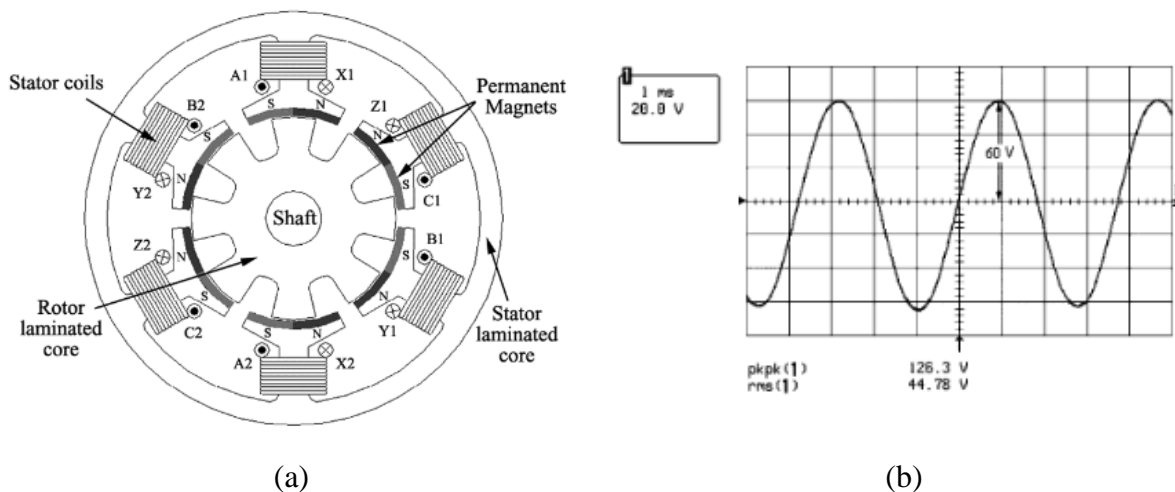 Stator coils
A1
X1
Permanent
Magnets
S
N
Z1
B2
S
N
N
S
Y2
C1
Shaft
Z2
B1
N
S
S
N
Rotor
laminated
core
C2
Y1
Stator
laminated
core
S
N
A2
X2
(a)
1
1 ms
20.0 V
60 V
pkpk(1) 126.3 V
rms(1) 44.78 V
(b)